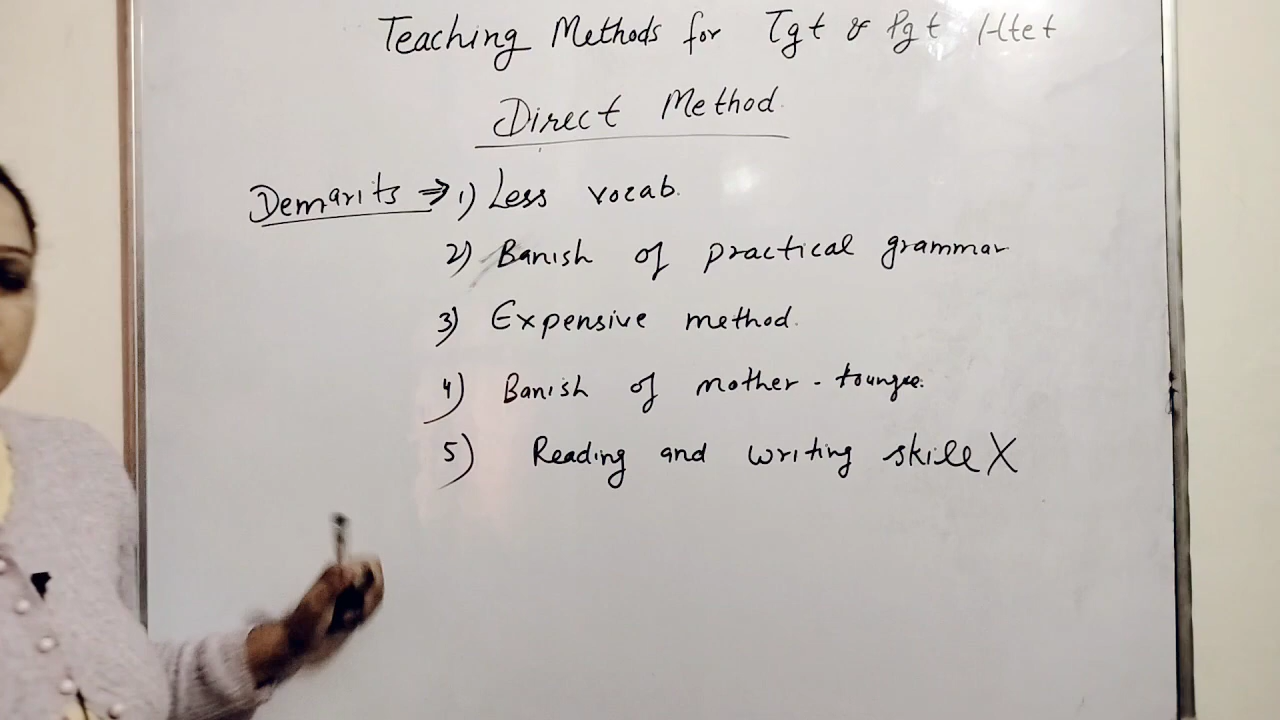 Teaching Methods for Tgt & Pgt Htet
Direct Method
Demarits ⇒ 1) Less vocab.
2) Banish of practical grammar
3) Expensive method.
4) Banish of mother - toungue.
5) Reading and writing skill X